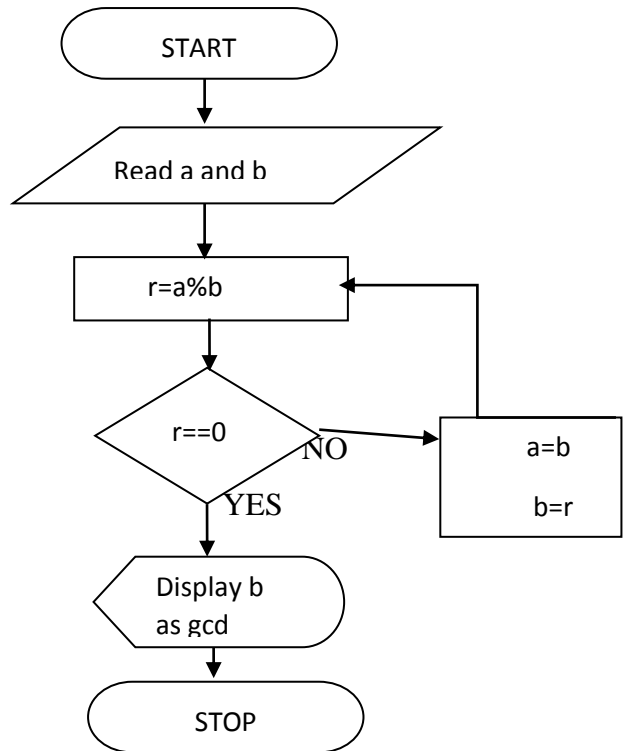 START
Read a and b
r=a%b
r==0
NO
a=b
b=r
YES
Display b
as gcd
STOP